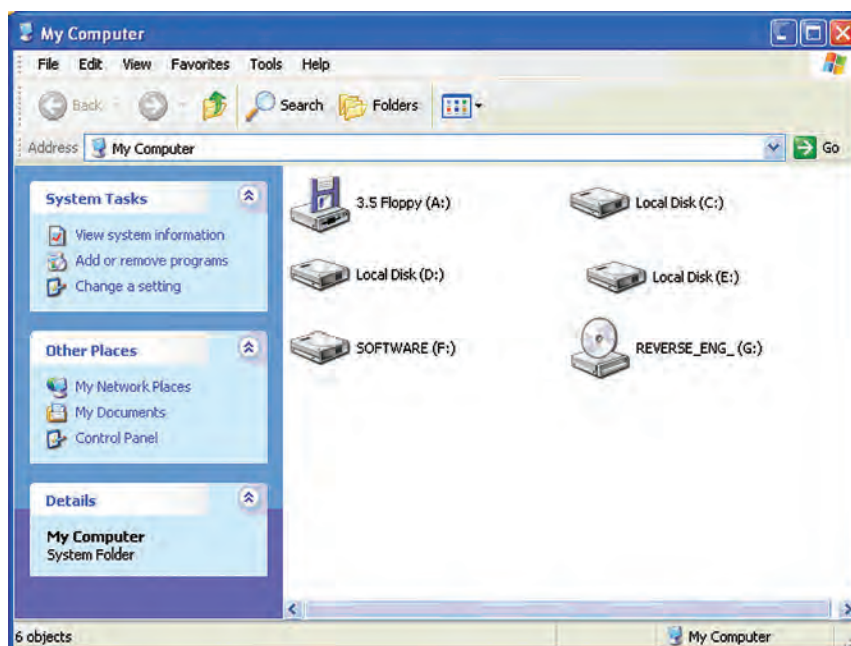 My Computer
File Edit View Favorites Tools Help
Back Search Folders
Address My Computer Go
System Tasks
View system information
Add or remove programs
Change a setting
Other Places
My Network Places
My Documents
Control Panel
Details
My Computer
System Folder
3.5 Floppy (A:) Local Disk (C:)
Local Disk (D:) Local Disk (E:)
SOFTWARE (F:) REVERSE_ENG_ (G:)
6 objects My Computer